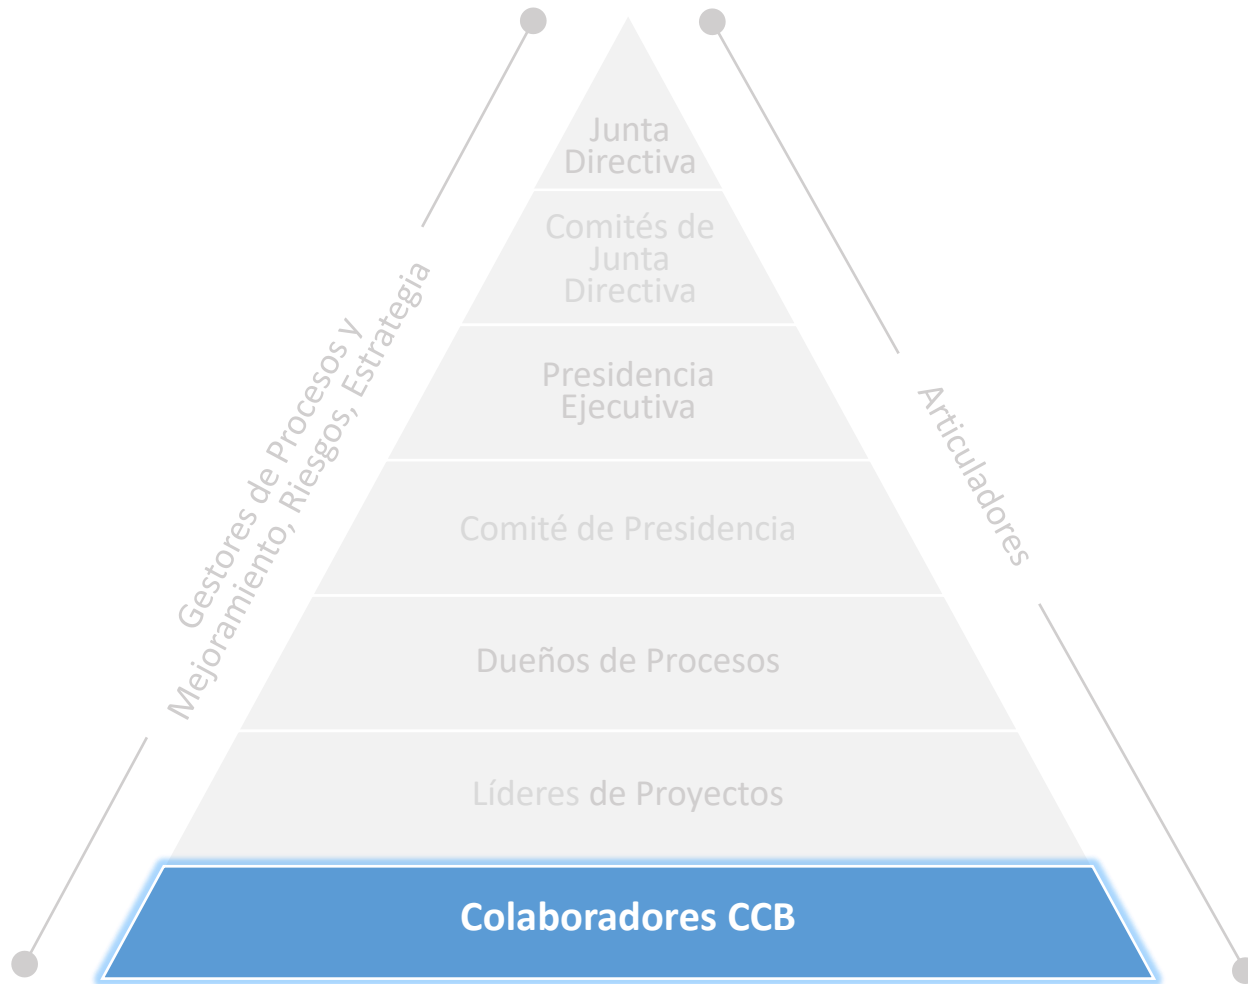 Junta
Directiva
Comités de
Junta
Directiva
Presidencia
Ejecutiva
Comité de Presidencia
Dueños de Procesos
Líderes de Proyectos
Colaboradores CCB
Gestores de Procesos y
Mejoramiento, Riesgos, Estrategia
Articuladores